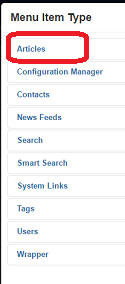 Menu Item Type
Articles
Configuration Manager
Contacts
News Feeds
Search
Smart Search
System Links
Tags
Users
Wrapper